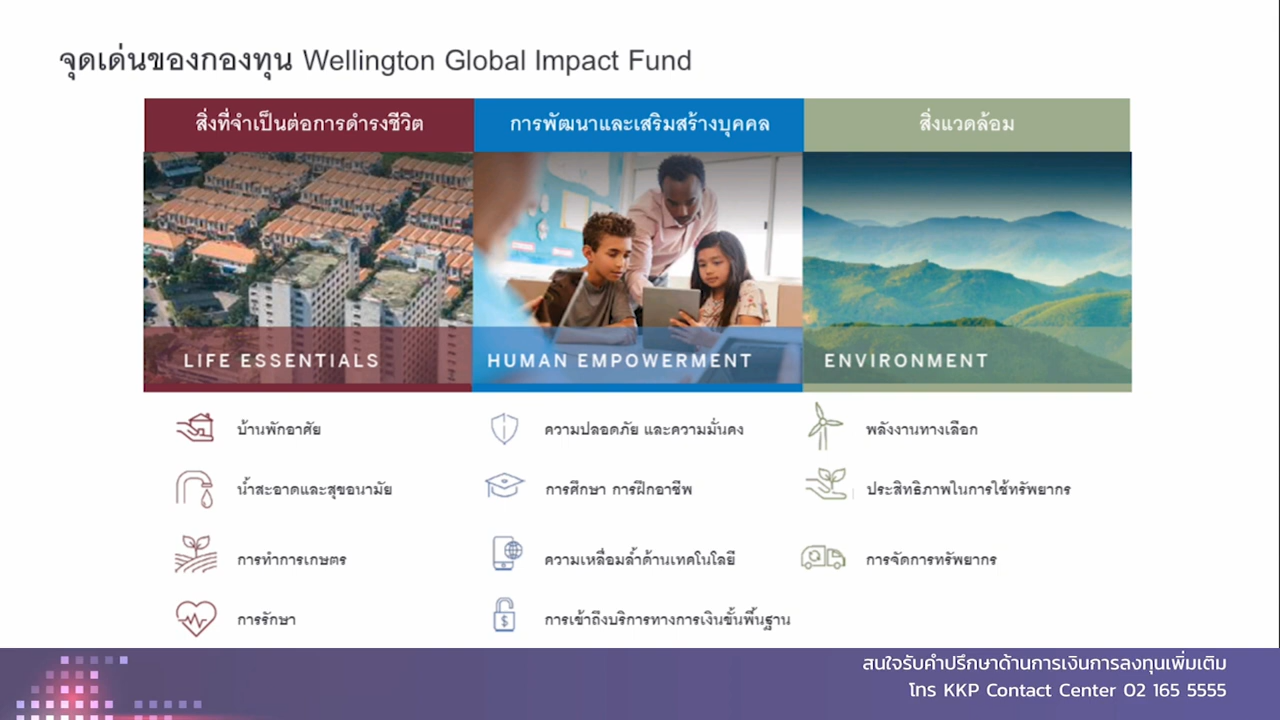 จุดเด่นของกองทุน Wellington Global Impact Fund
สิ่งที่จำเป็นต่อการดำรงชีวิต
การพัฒนาและเสริมสร้างบุคคล
สิ่งแวดล้อม
LIFE ESSENTIALS
HUMAN EMPOWERMENT
ENVIRONMENT
บ้านพักอาศัย
ความปลอดภัย และความมั่นคง
พลังงานทางเลือก
น้ำสะอาดและสุขอนามัย
การศึกษา การฝึกอาชีพ
ประสิทธิภาพในการใช้ทรัพยากร
การทำการเกษตร
ความเหลื่อมล้ำด้านเทคโนโลยี
การจัดการทรัพยากร
การรักษา
การเข้าถึงบริการทางการเงินขั้นพื้นฐาน
สนใจรับคำปรึกษาด้านการเงินการลงทุนเพิ่มเติม
โทร KKP Contact Center 02 165 5555